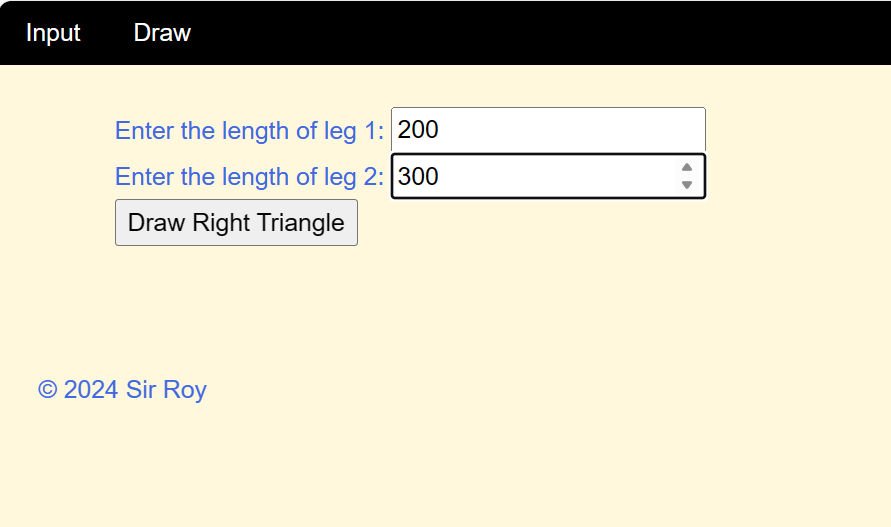 Input Draw
Enter the length of leg 1: 200
Enter the length of leg 2: 300
Draw Right Triangle
© 2024 Sir Roy